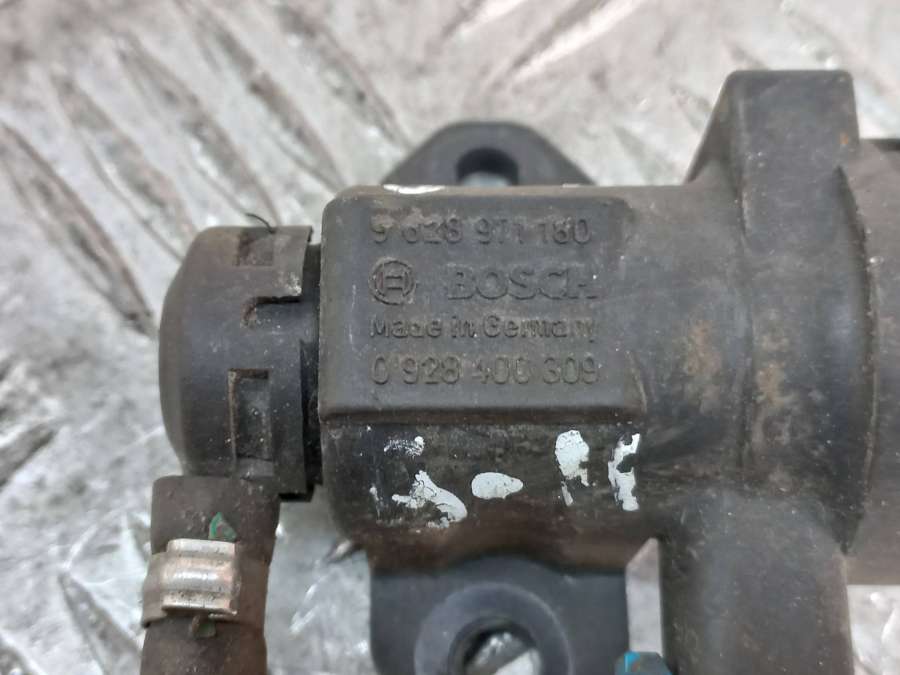 9 628 971 180
BOSCH
Made in Germany
0 928 400 309